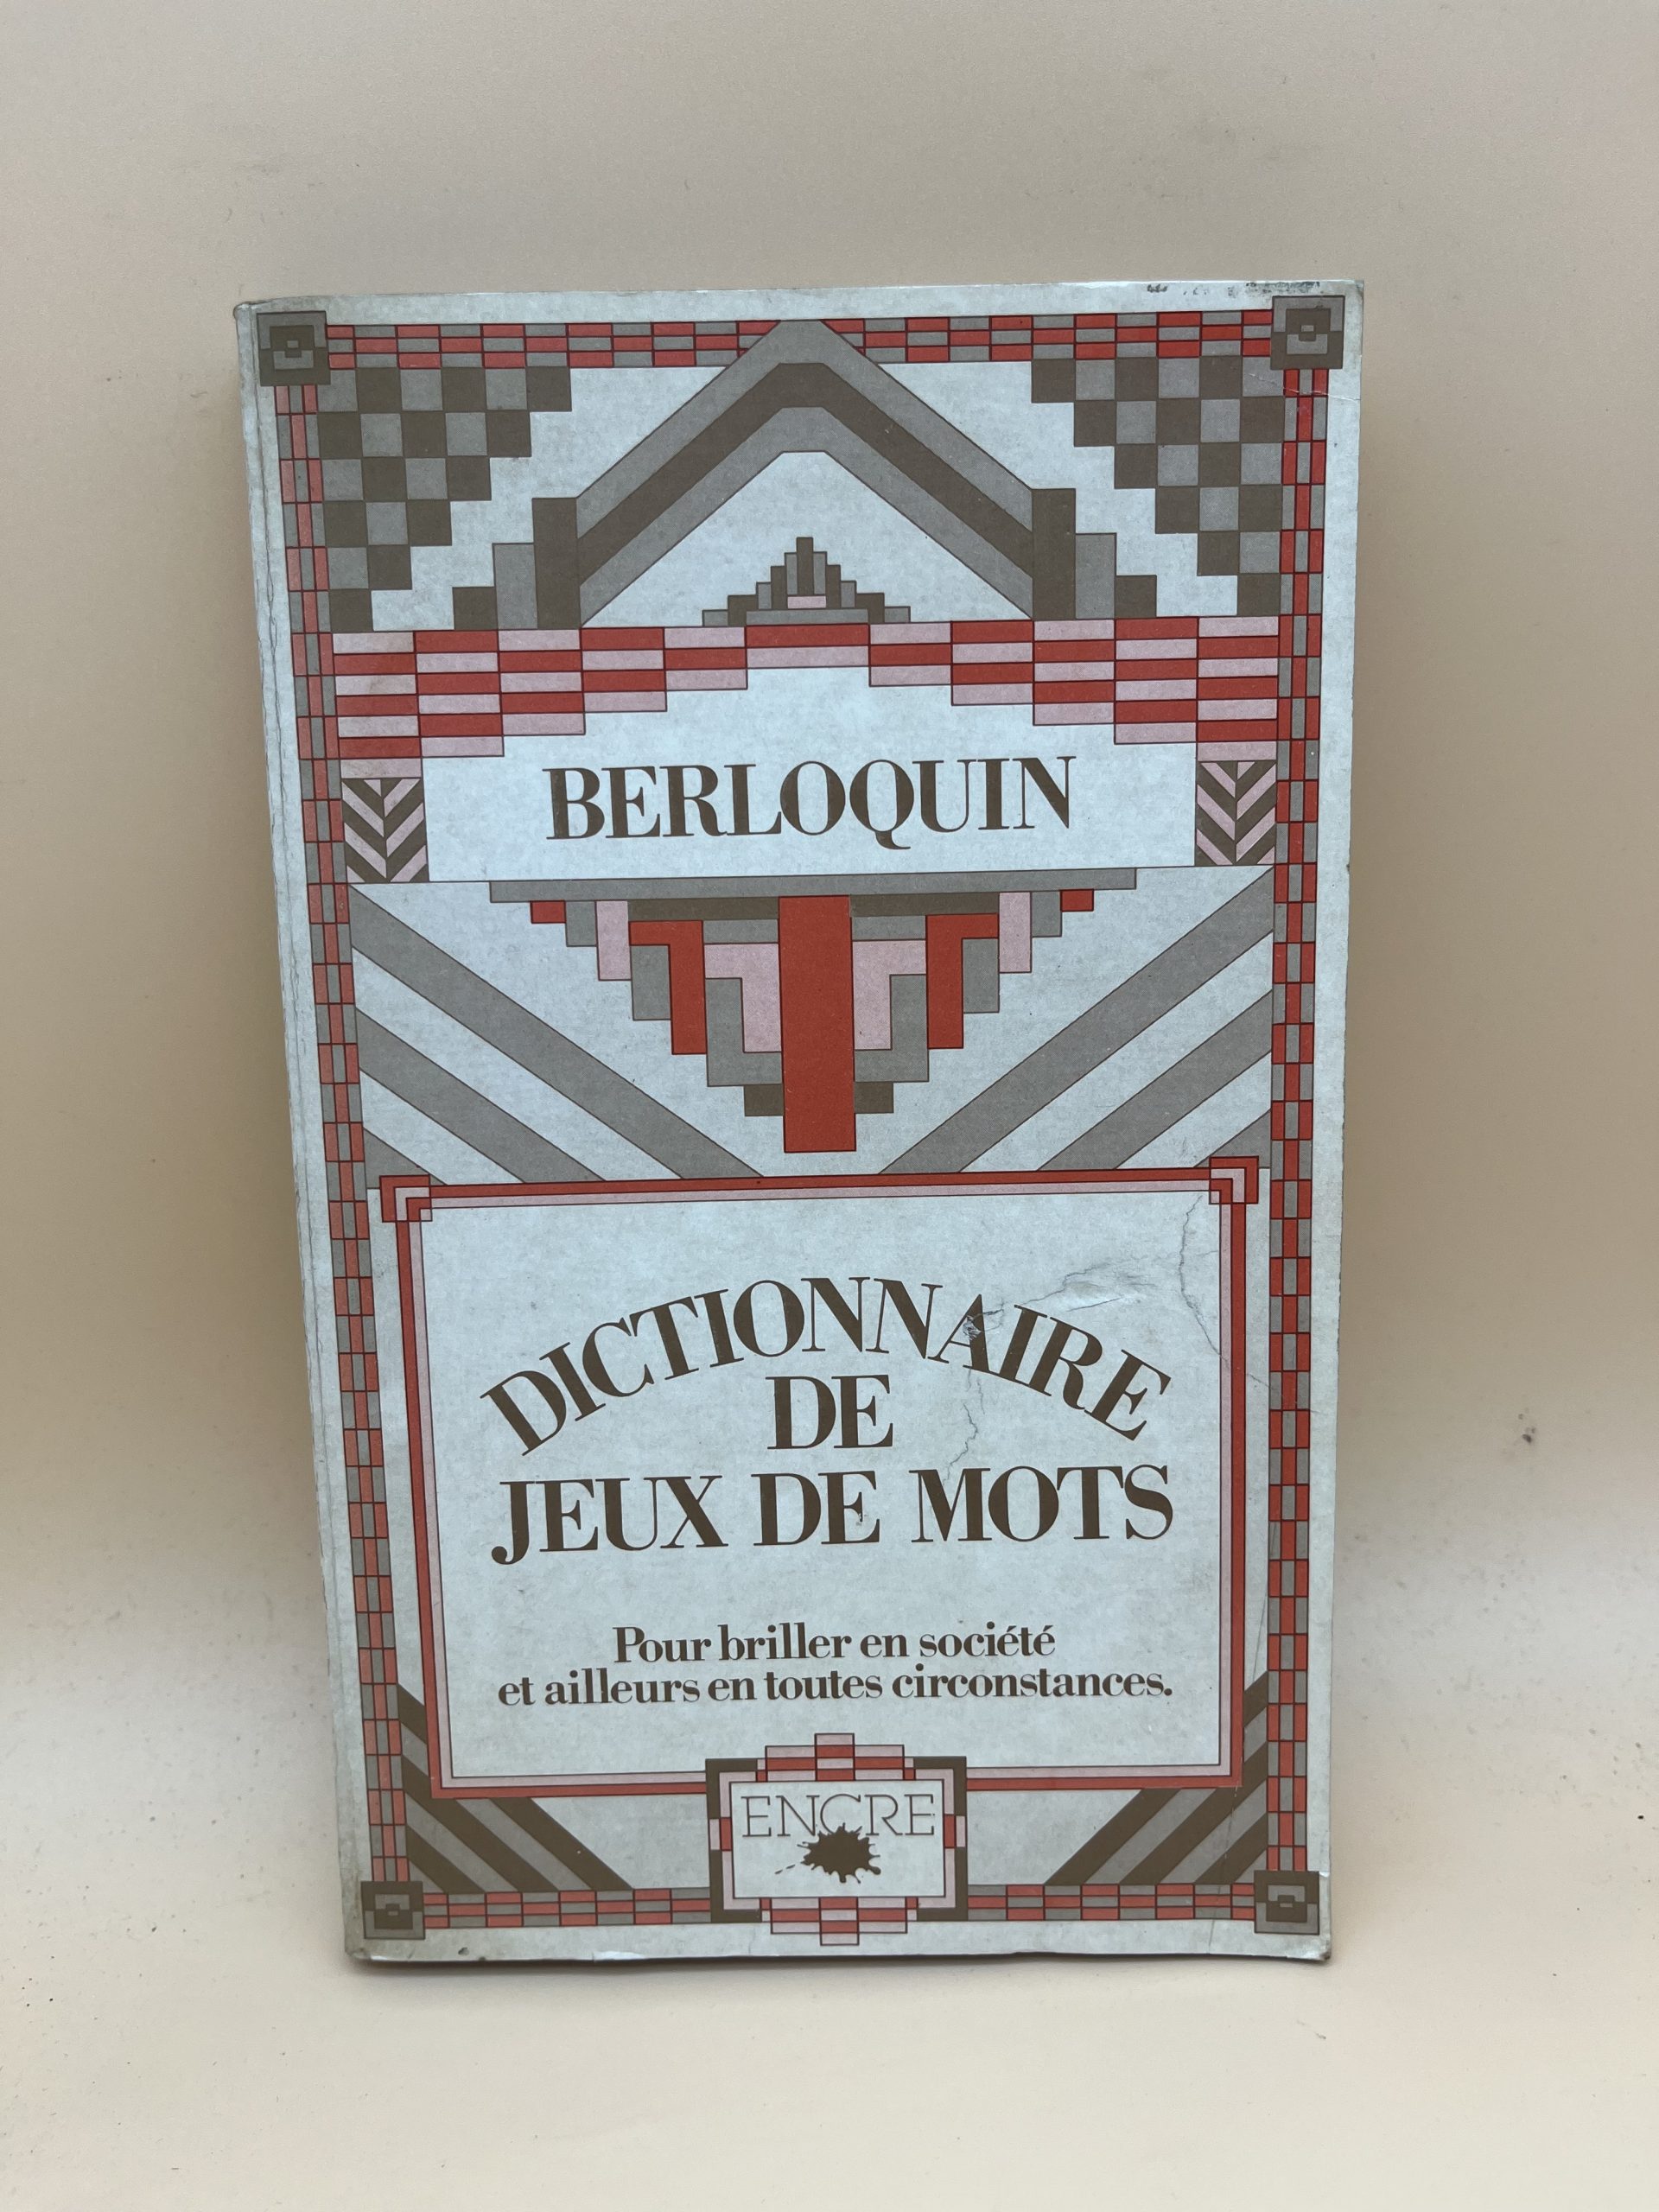 BERLOQUIN
DICTIONNAIRE
DE
JEUX DE MOTS
Pour briller en société
et ailleurs en toutes circonstances.
ENCRE